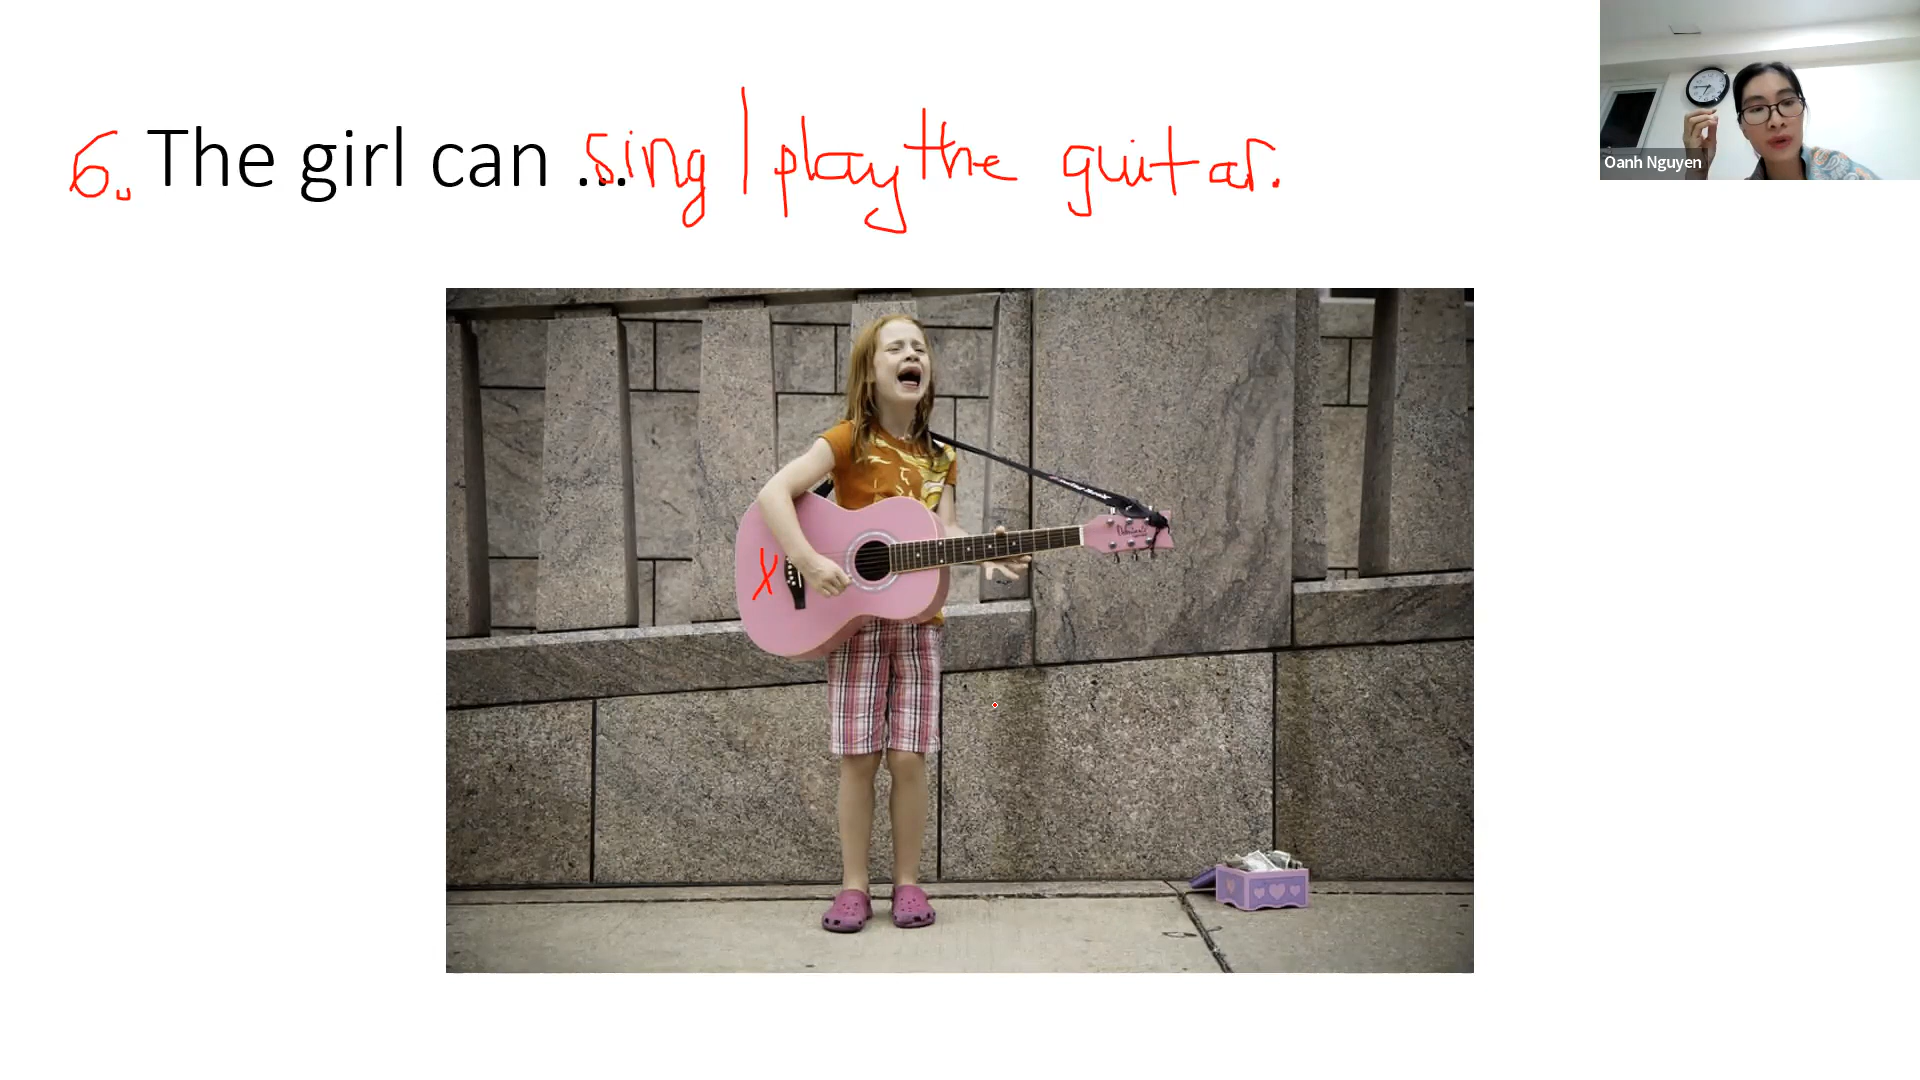 6. The girl can ... sing / play the guitar.
Oanh Nguyen